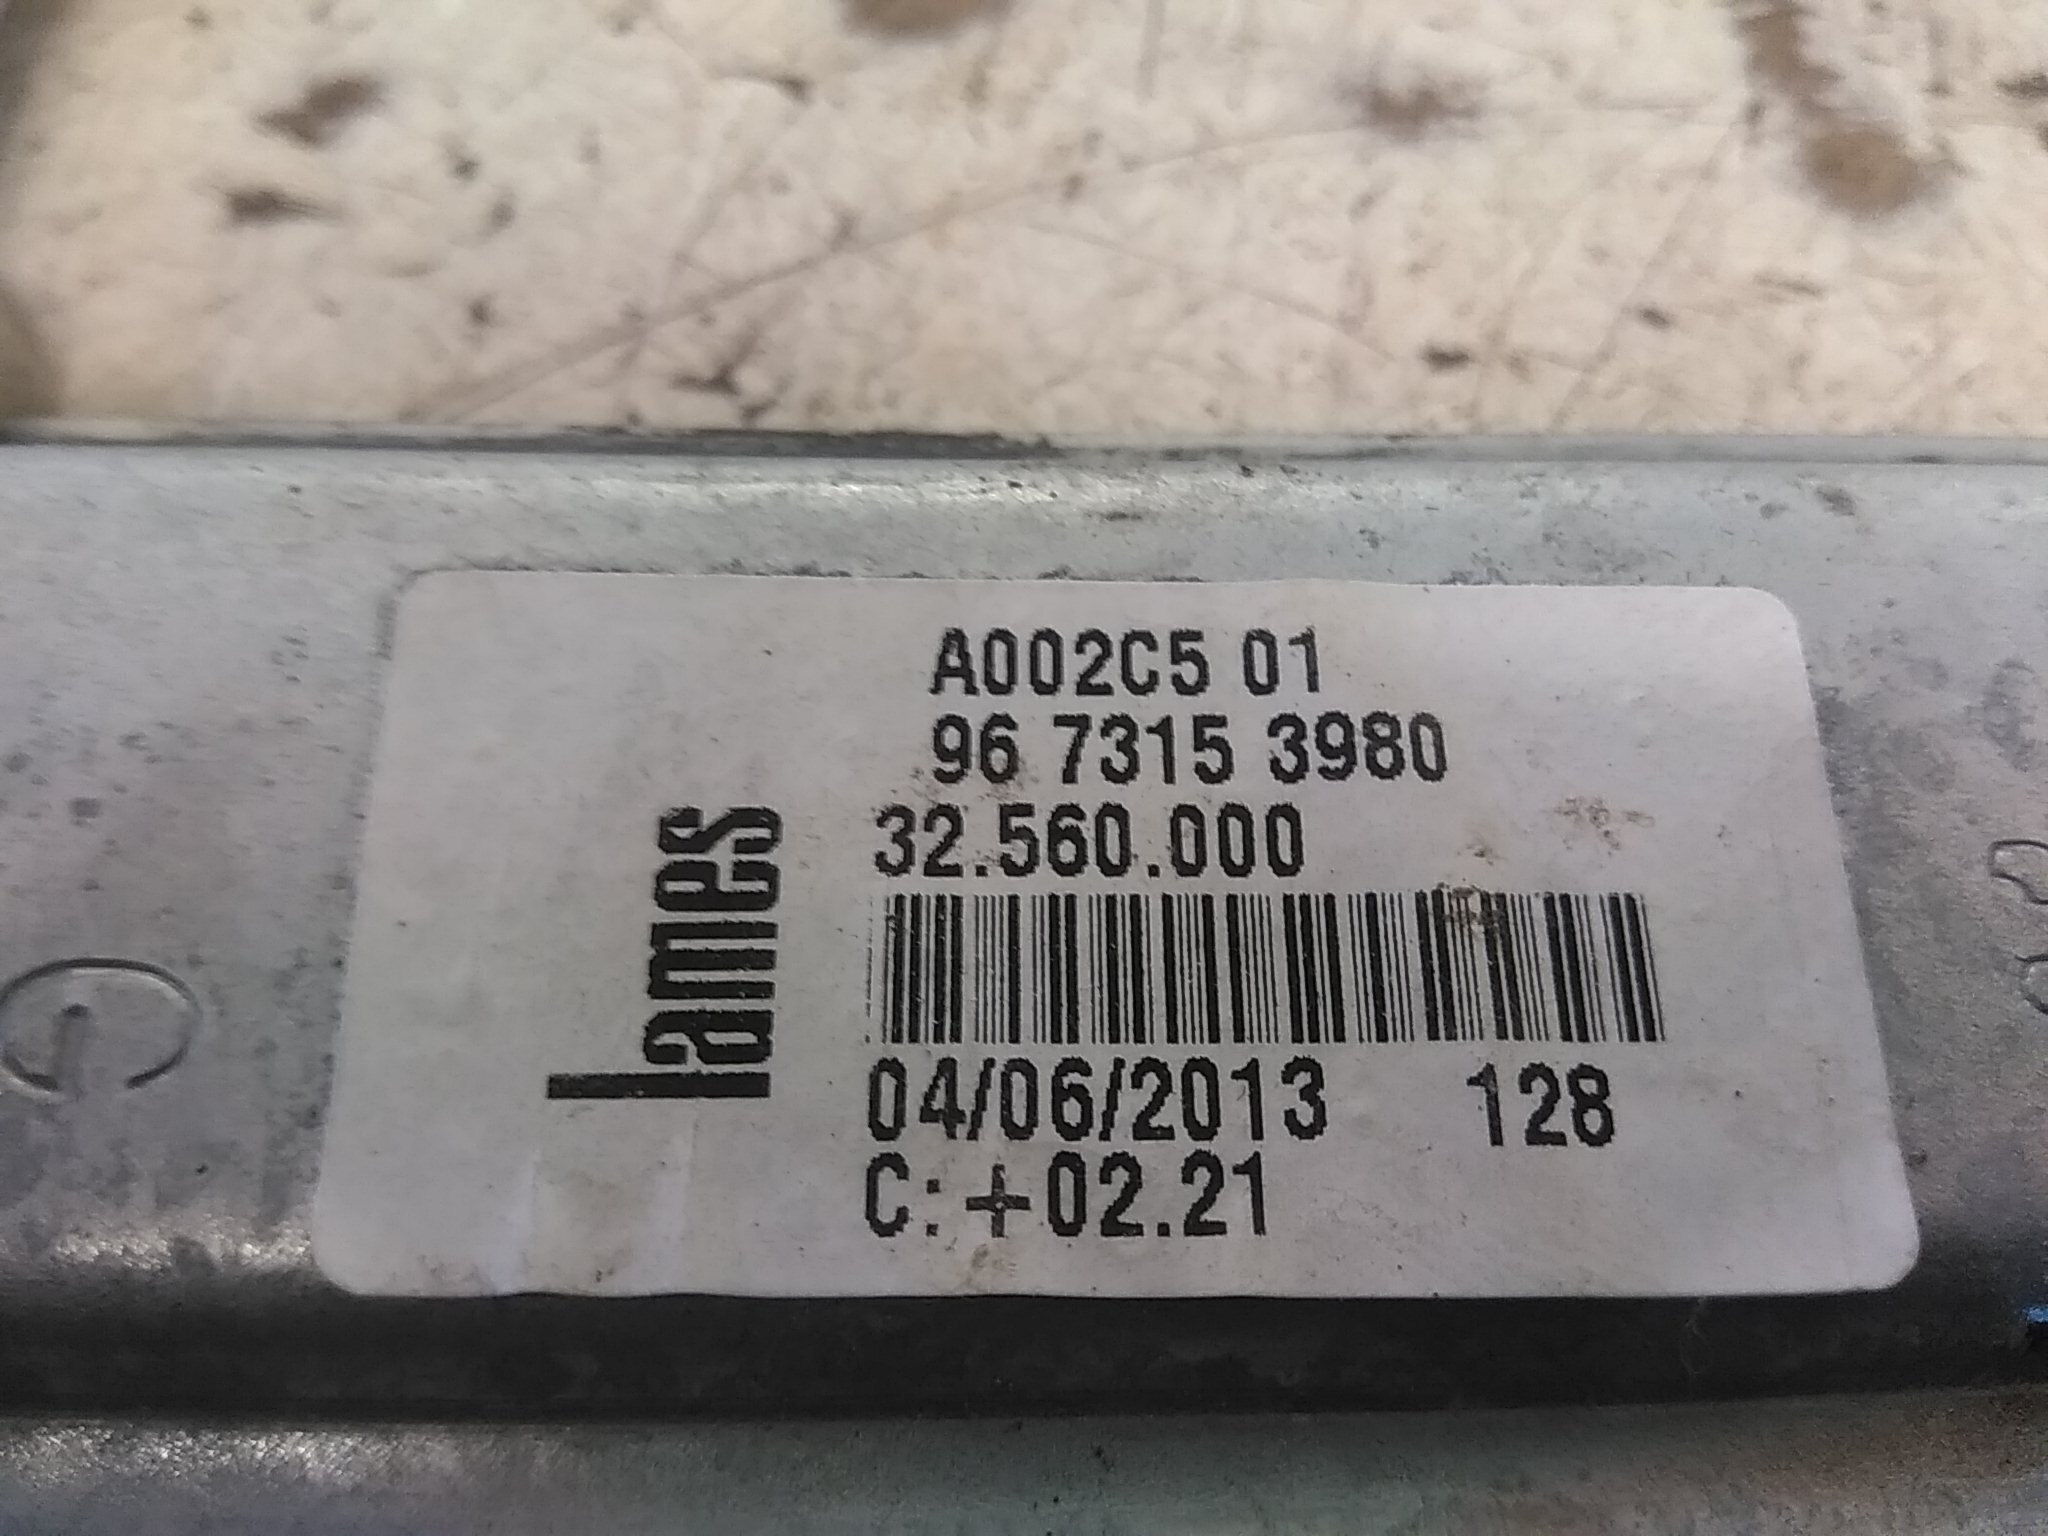 A002C5 01
96 7315 3980
32.560.000
lames
04/06/2013 128
C:+02.21
G